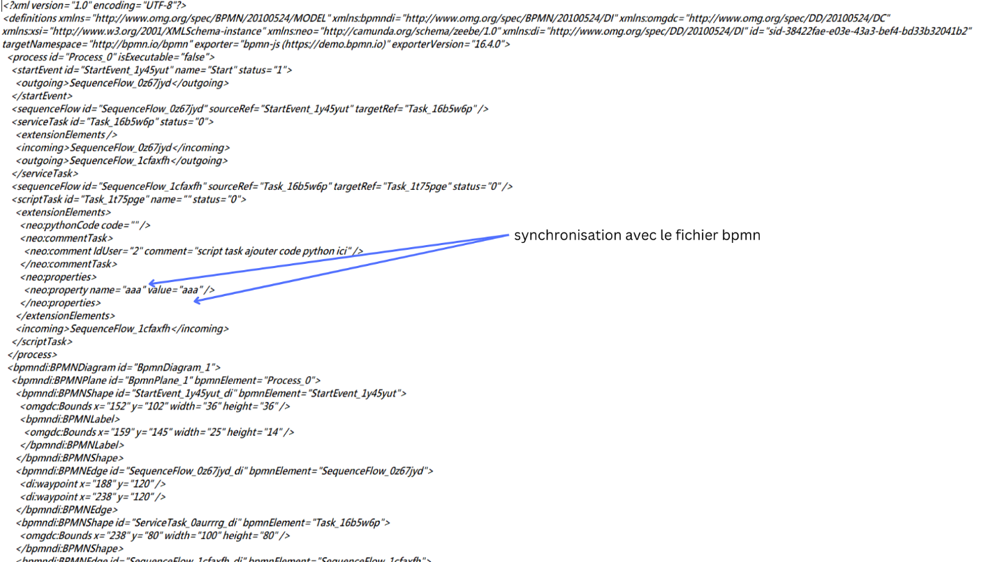 <?xml version="1.0" encoding="UTF-8"?>
<definitions xmlns="http://www.omg.org/spec/BPMN/20100524/MODEL" xmlns:bpmndi="http://www.omg.org/spec/BPMN/20100524/DI" xmlns:omgdc="http://www.omg.org/spec/DD/20100524/DC"
xmlns:xsi="http://www.w3.org/2001/XMLSchema-instance" xmlns:neo="http://camunda.org/schema/zeebe/1.0" xmlns:di="http://www.omg.org/spec/DD/20100524/DI" id="sid-38422fae-e03e-43a3-bef4-bd33b32041b2"
targetNamespace="http://bpmn.io/bpmn" exporter="bpmn-js (https://demo.bpmn.io)" exporterVersion="16.4.0">
<process id="Process_0" isExecutable="false">
<startEvent id="StartEvent_1y45yut" name="Start" status="1">
<outgoing>SequenceFlow_0z67jyd</outgoing>
</startEvent>
<sequenceFlow id="SequenceFlow_0z67jyd" sourceRef="StartEvent_1y45yut" targetRef="Task_16b5w6p" />
<serviceTask id="Task_16b5w6p" status="0">
<extensionElements />
<incoming>SequenceFlow_0z67jyd</incoming>
<outgoing>SequenceFlow_1cfaxfh</outgoing>
</serviceTask>
<sequenceFlow id="SequenceFlow_1cfaxfh" sourceRef="Task_16b5w6p" targetRef="Task_1t75pge" status="0" />
<scriptTask id="Task_1t75pge" name="" status="0">
<extensionElements>
<neo:pythonCode code="" />
<neo:commentTask>
<neo:comment IdUser="2" comment="script task ajouter code python ici" />
</neo:commentTask>
<neo:properties>
<neo:property name="aaa" value="aaa" />
</neo:properties>
</extensionElements>
<incoming>SequenceFlow_1cfaxfh</incoming>
</scriptTask>
</process>
<bpmndi:BPMNDiagram id="BpmnDiagram_1">
<bpmndi:BPMNPlane id="BpmnPlane_1" bpmnElement="Process_0">
<bpmndi:BPMNShape id="StartEvent_1y45yut_di" bpmnElement="StartEvent_1y45yut">
<omgdc:Bounds x="152" y="102" width="36" height="36" />
<bpmndi:BPMNLabel>
<omgdc:Bounds x="159" y="145" width="25" height="14" />
</bpmndi:BPMNLabel>
</bpmndi:BPMNShape>
<bpmndi:BPMNEdge id="SequenceFlow_0z67jyd_di" bpmnElement="SequenceFlow_0z67jyd">
<di:waypoint x="188" y="120" />
<di:waypoint x="238" y="120" />
</bpmndi:BPMNEdge>
<bpmndi:BPMNShape id="ServiceTask_0aurrrg_di" bpmnElement="Task_16b5w6p">
<omgdc:Bounds x="238" y="80" width="100" height="80" />
</bpmndi:BPMNShape>
<bpmndi:BPMNEdge id="SequenceFlow_1cfaxfh_di" bpmnElement="SequenceFlow_1cfaxfh">
synchronisation avec le fichier bpmn